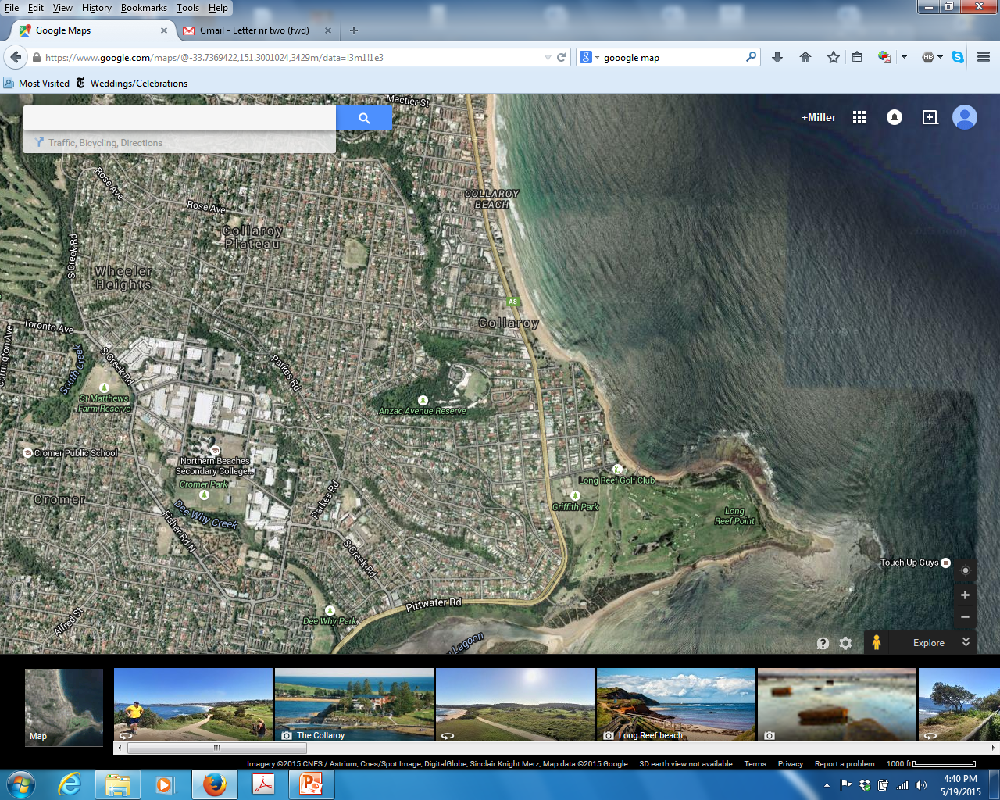 File Edit View History Bookmarks Tools Help
Google Maps
Gmail - Letter nr two (fwd)
https://www.google.com/maps/@-33.7369422,151.3001024,3429m/data=!3m1!1e3
gooogle map
Most Visited
Weddings/Celebrations
Mactier St
+Miller
Traffic, Bicycling, Directions
Rose Ave
Rose Ave
COLLAROY
BEACH
Collaroy
Plateau
S Creek Rd
Wheeler
Heights
A8
Collaroy
Toronto Ave
Carrington Ave
South Creek
S Creek Rd
Parkes Rd
St Matthews
Farm Reserve
Anzac Avenue Reserve
Cromer Public School
Northern Beaches
Secondary College...
Cromer Park
Long Reef Golf Club
Griffith Park
Cromer
Parkes Rd
Dee Why Creek
Long
Reef Point
Fisher Rd N
S Creek Rd
Touch Up Guys
Pittwater Rd
Alfred St
Dee Why Park
Lagoon
Explore
Map
The Collaroy
Long Reef beach
Imagery ©2015 CNES / Astrium, Cnes/Spot Image, DigitalGlobe, Sinclair Knight Merz, Map data ©2015 Google
3D earth view not available
Terms
Privacy
Report a problem
1000 ft
4:40 PM
5/19/2015